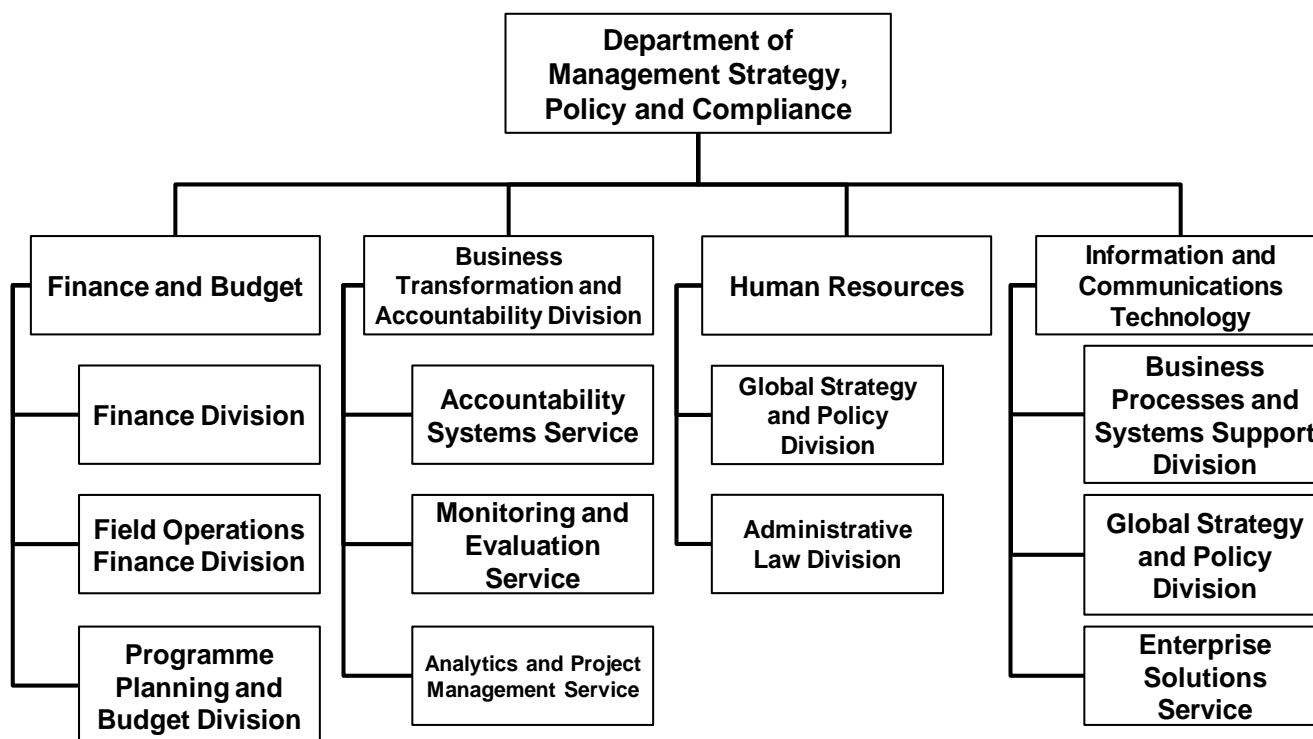 Department of
Management Strategy,
Policy and Compliance
Finance and Budget
Business
Transformation and
Accountability Division
Human Resources
Information and
Communications
Technology
Finance Division
Accountability
Systems Service
Global Strategy
and Policy
Division
Business
Processes and
Systems Support
Division
Field Operations
Finance Division
Monitoring and
Evaluation
Service
Administrative
Law Division
Global Strategy
and Policy
Division
Programme
Planning and
Budget Division
Analytics and Project
Management Service
Enterprise
Solutions
Service